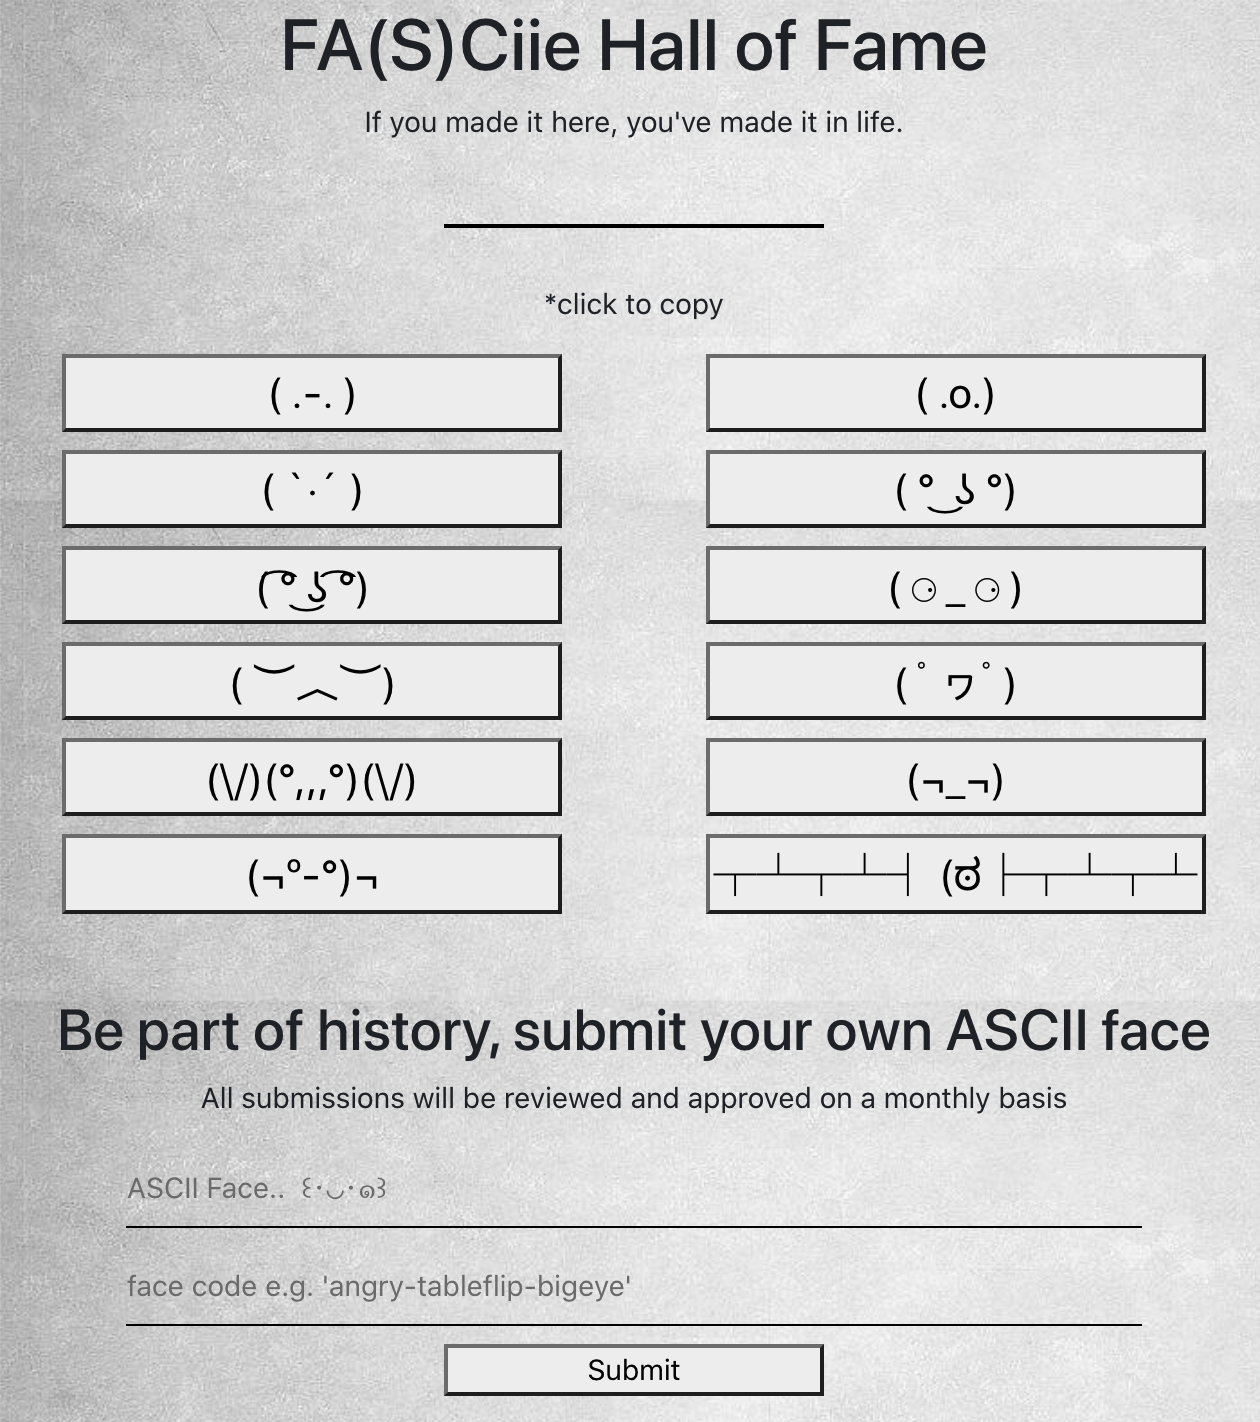 FA(S)Ciie Hall of Fame
If you made it here, you've made it in life.
*click to copy
( .-. )
( .o.)
( `·´ )
( ° ͜ʖ °)
( ͡° ͜ʖ ͡°)
( ⚆ _ ⚆ )
( ︶︿︶)
( ﾟヮﾟ)
(\/)(°,,,°)(\/)
(¬_¬)
(¬º-°)¬
┬┴┬┴┤ (ಠ ├┬┴┬┴
Be part of history, submit your own ASCII face
All submissions will be reviewed and approved on a monthly basis
ASCII Face.. ꒰･◡･๑꒱
face code e.g. 'angry-tableflip-bigeye'
Submit